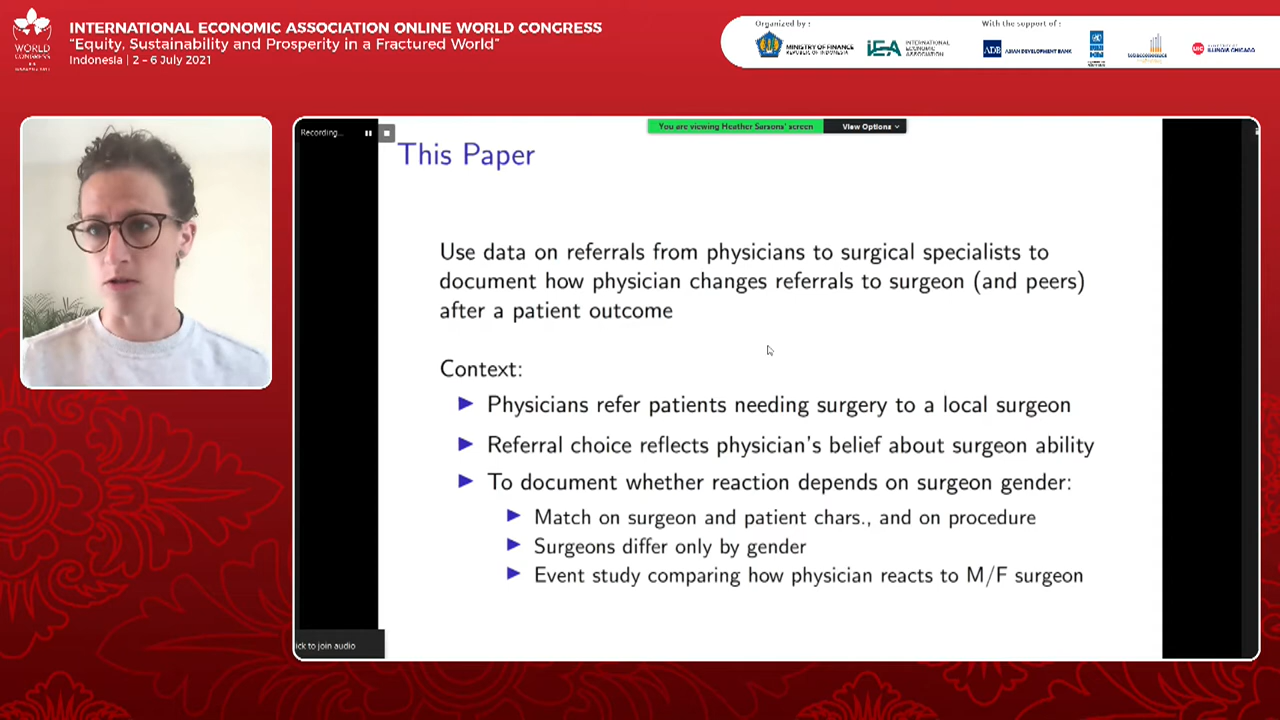 INTERNATIONAL ECONOMIC ASSOCIATION ONLINE WORLD CONGRESS
"Equity, Sustainability and Prosperity in a Fractured World"
Indonesia | 2 - 6 July 2021
WORLD
CONGRESS
Organized by :
MINISTRY OF FINANCE
REPUBLIC OF INDONESIA
IEA
INTERNATIONAL
ECONOMIC
ASSOCIATION
With the support of :
ADB
ASIAN DEVELOPMENT BANK
UIC
ILLINOIS CHICAGO
Recording...
You are viewing Heather Sarsons' screen
View Options
This Paper
Use data on referrals from physicians to surgical specialists to
document how physician changes referrals to surgeon (and peers)
after a patient outcome
Context:
Physicians refer patients needing surgery to a local surgeon
Referral choice reflects physician's belief about surgeon ability
To document whether reaction depends on surgeon gender:
Match on surgeon and patient chars., and on procedure
Surgeons differ only by gender
Event study comparing how physician reacts to M/F surgeon
ick to join audio